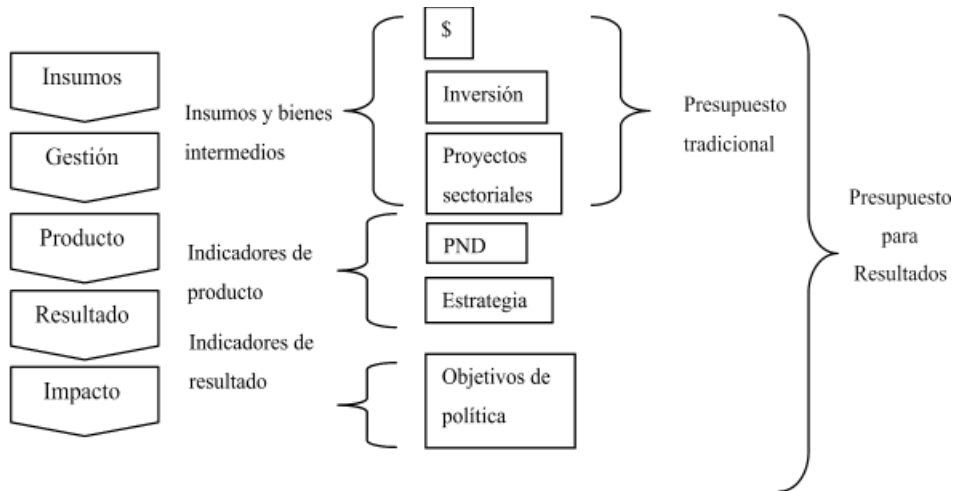 Insumos
Gestión
Producto
Resultado
Impacto
Insumos y bienes
intermedios
Indicadores de
producto
Indicadores de
resultado
$
Inversión
Proyectos
sectoriales
PND
Estrategia
Objetivos de
política
Presupuesto
tradicional
Presupuesto
para
Resultados